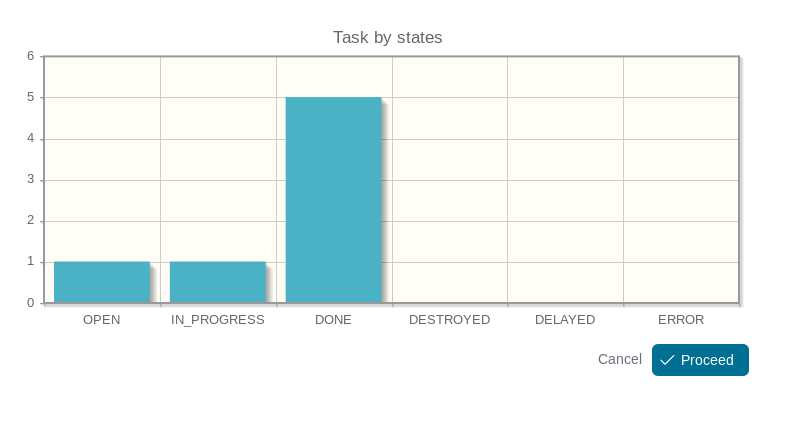 Task by states
6
5
4
3
2
1
0
OPEN IN_PROGRESS DONE DESTROYED DELAYED ERROR
Cancel Proceed